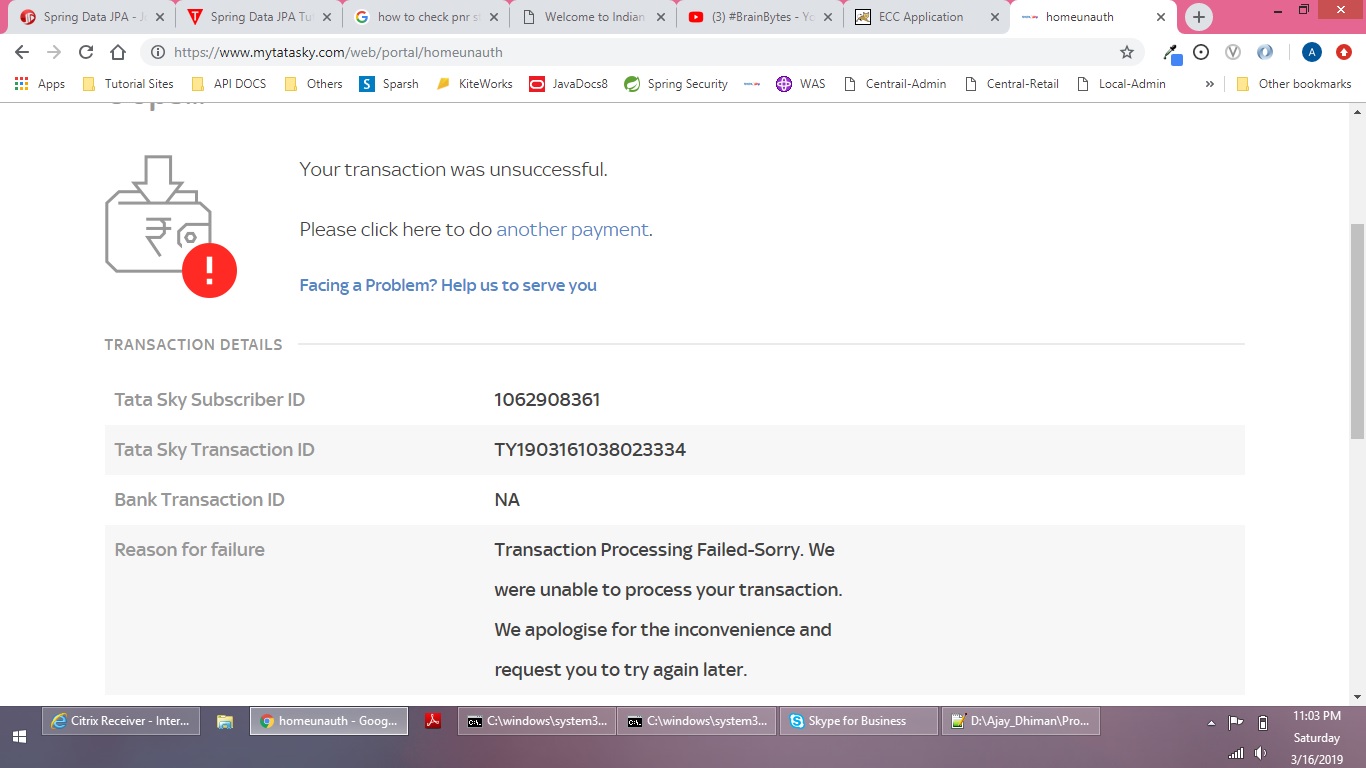 Spring Data JPA - J
Spring Data JPA Tu
how to check pnr st
Welcome to Indian
(3) #BrainBytes - Yo
ECC Application
homeunauth
https://www.mytatasky.com/web/portal/homeunauth
A
Apps
Tutorial Sites
API DOCS
Others
S
Sparsh
KiteWorks
JavaDocs8
Spring Security
WAS
Centrail-Admin
Central-Retail
Local-Admin
»
Other bookmarks
Your transaction was unsuccessful.
Please click here to do another payment.
Facing a Problem? Help us to serve you
TRANSACTION DETAILS
Tata Sky Subscriber ID 1062908361
Tata Sky Transaction ID TY1903161038023334
Bank Transaction ID NA
Reason for failure Transaction Processing Failed-Sorry. We
were unable to process your transaction.
We apologise for the inconvenience and
request you to try again later.
Citrix Receiver - Inter...
homeunauth - Goog...
C:\windows\system3...
C:\windows\system3...
Skype for Business
D:\Ajay_Dhiman\Pro...
11:03 PM
Saturday
3/16/2019